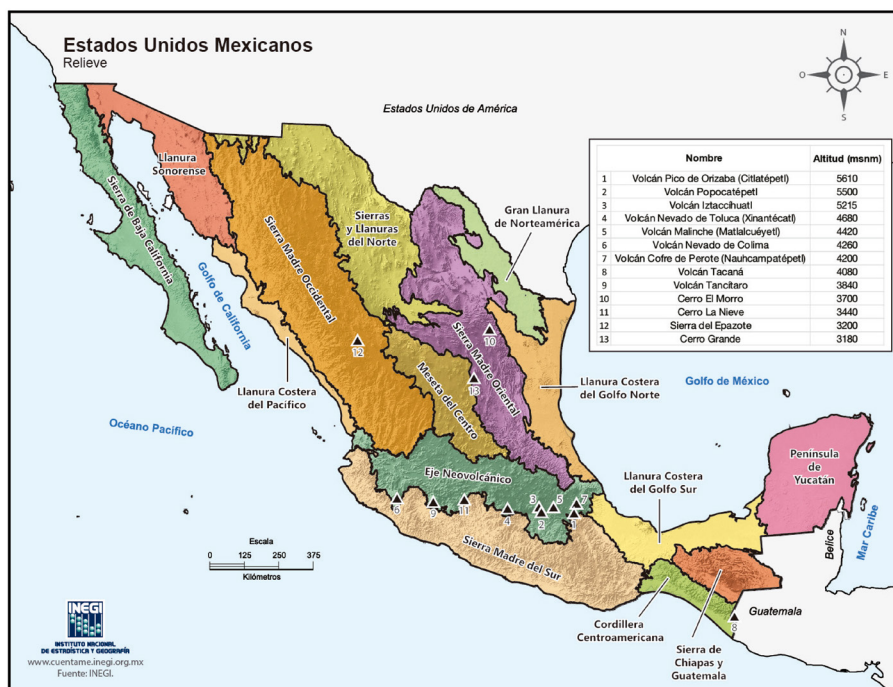 Estados Unidos Mexicanos
Relieve
N
O
E
S
Estados Unidos de América
Nombre Altitud (msnm)
1 Volcán Pico de Orizaba (Citlatépetl) 5610
2 Volcán Popocatépetl 5500
3 Volcán Iztaccíhuatl 5215
4 Volcán Nevado de Toluca (Xinantécatl) 4680
5 Volcán Malinche (Matlalcuéyetl) 4420
6 Volcán Nevado de Colima 4260
7 Volcán Cofre de Perote (Nauhcampatépetl) 4200
8 Volcán Tacaná 4080
9 Volcán Tancítaro 3840
10 Cerro El Morro 3700
11 Cerro La Nieve 3440
12 Sierra del Epazote 3200
13 Cerro Grande 3180
Llanura
Sonorense
Sierra de Baja California
Golfo de California
Sierra Madre Occidental
Sierras
y Llanuras
del Norte
Gran Llanura
de Norteamérica
Sierra Madre Oriental
10
12
13
Meseta del Centro
Llanura Costera
del Pacífico
Llanura Costera
del Golfo Norte
Golfo de México
Océano Pacífico
Península
de
Yucatán
Eje Neovolcánico
Llanura Costera
del Golfo Sur
6
9
11
4
3
2
5
7
1
Sierra Madre del Sur
Belice
Mar Caribe
Escala
0 125 250 375
Kilómetros
Guatemala
8
Cordillera
Centroamericana
Sierra de
Chiapas y
Guatemala
INEGI
INSTITUTO NACIONAL
DE ESTADÍSTICA Y GEOGRAFÍA
www.cuentame.inegi.org.mx
Fuente: INEGI.